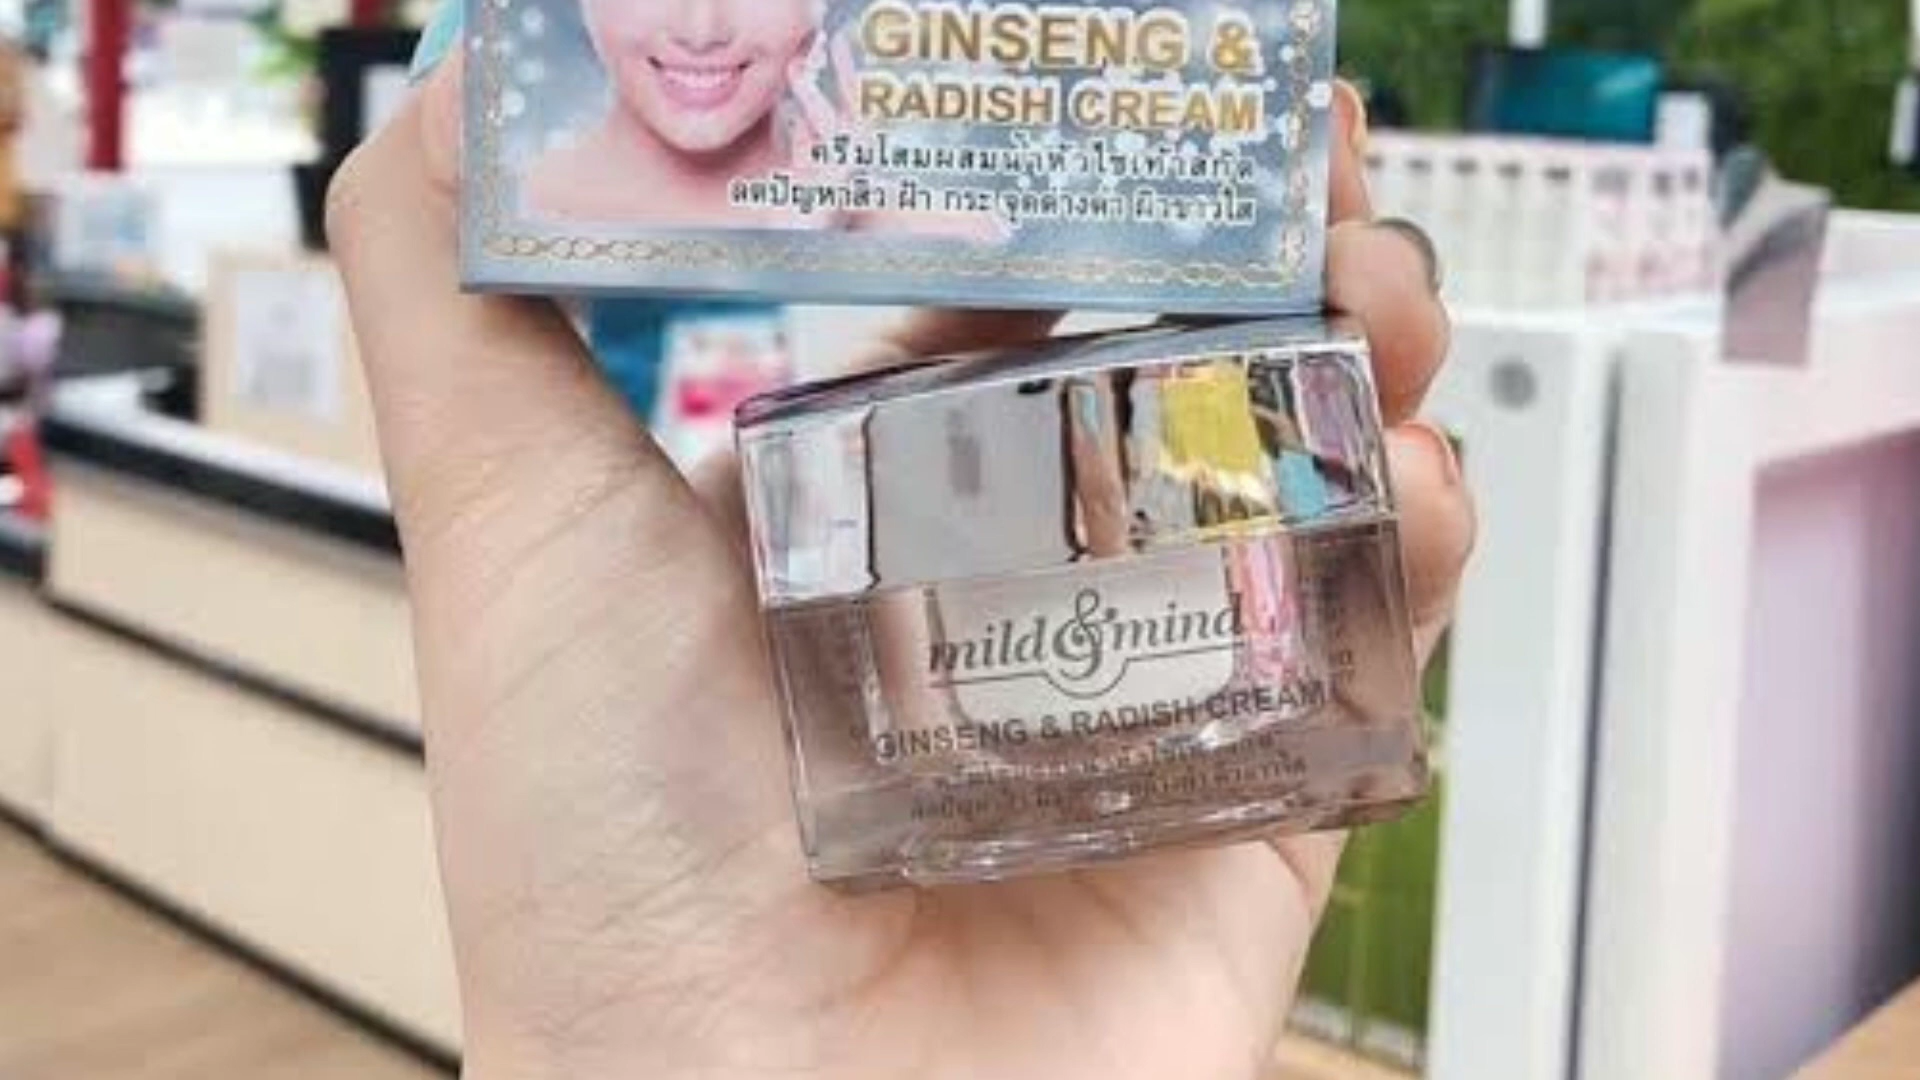 GINSENG &
RADISH CREAM
ครีมโสมผสมน้ำหัวไชเท้าสกัด
ลดปัญหาสิว ฝ้า กระ จุดด่างดำ ผิวขาวใส
mild&mind
GINSENG & RADISH CREAM